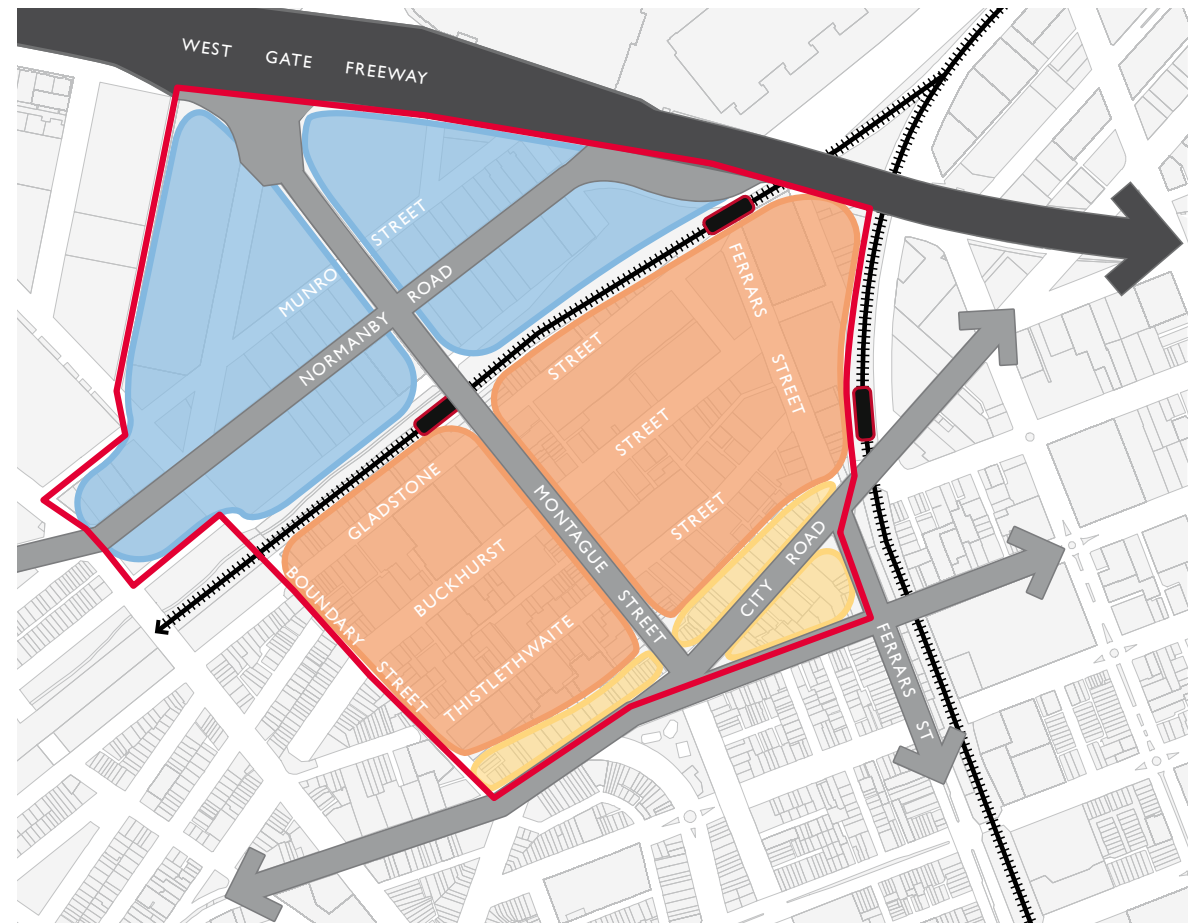 WEST GATE FREEWAY
MUNRO STREET
NORMANBY ROAD
FERRARS STREET
GLADSTONE STREET
BUCKHURST STREET
THISTLETHWAITE STREET
MONTAGUE STREET
BOUNDARY STREET
CITY ROAD
FERRARS ST